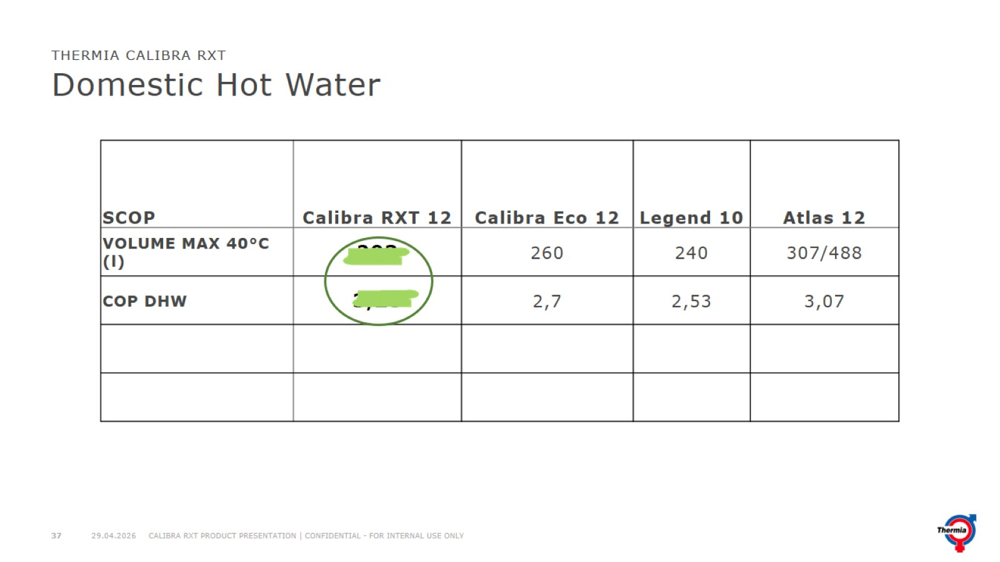 THERMIA CALIBRA RXT
Domestic Hot Water
SCOP Calibra RXT 12 Calibra Eco 12 Legend 10 Atlas 12
VOLUME MAX 40°C
(l) 260 240 307/488
COP DHW 2,7 2,53 3,07
37 29.04.2026 CALIBRA RXT PRODUCT PRESENTATION | CONFIDENTIAL - FOR INTERNAL USE ONLY
Thermia